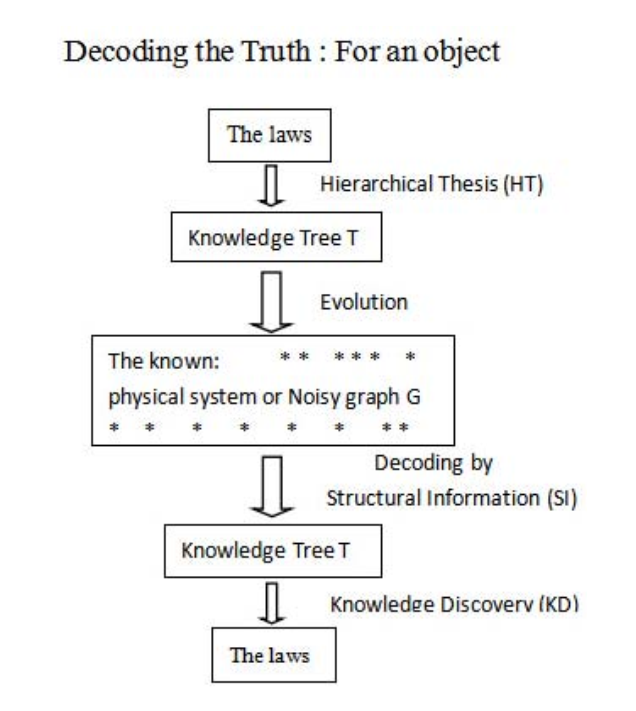 Decoding the Truth : For an object
The laws
Hierarchical Thesis (HT)
Knowledge Tree T
Evolution
The known: * * * * * *
physical system or Noisy graph G
* * * * * * * *
Decoding by
Structural Information (SI)
Knowledge Tree T
Knowledge Discovery (KD)
The laws